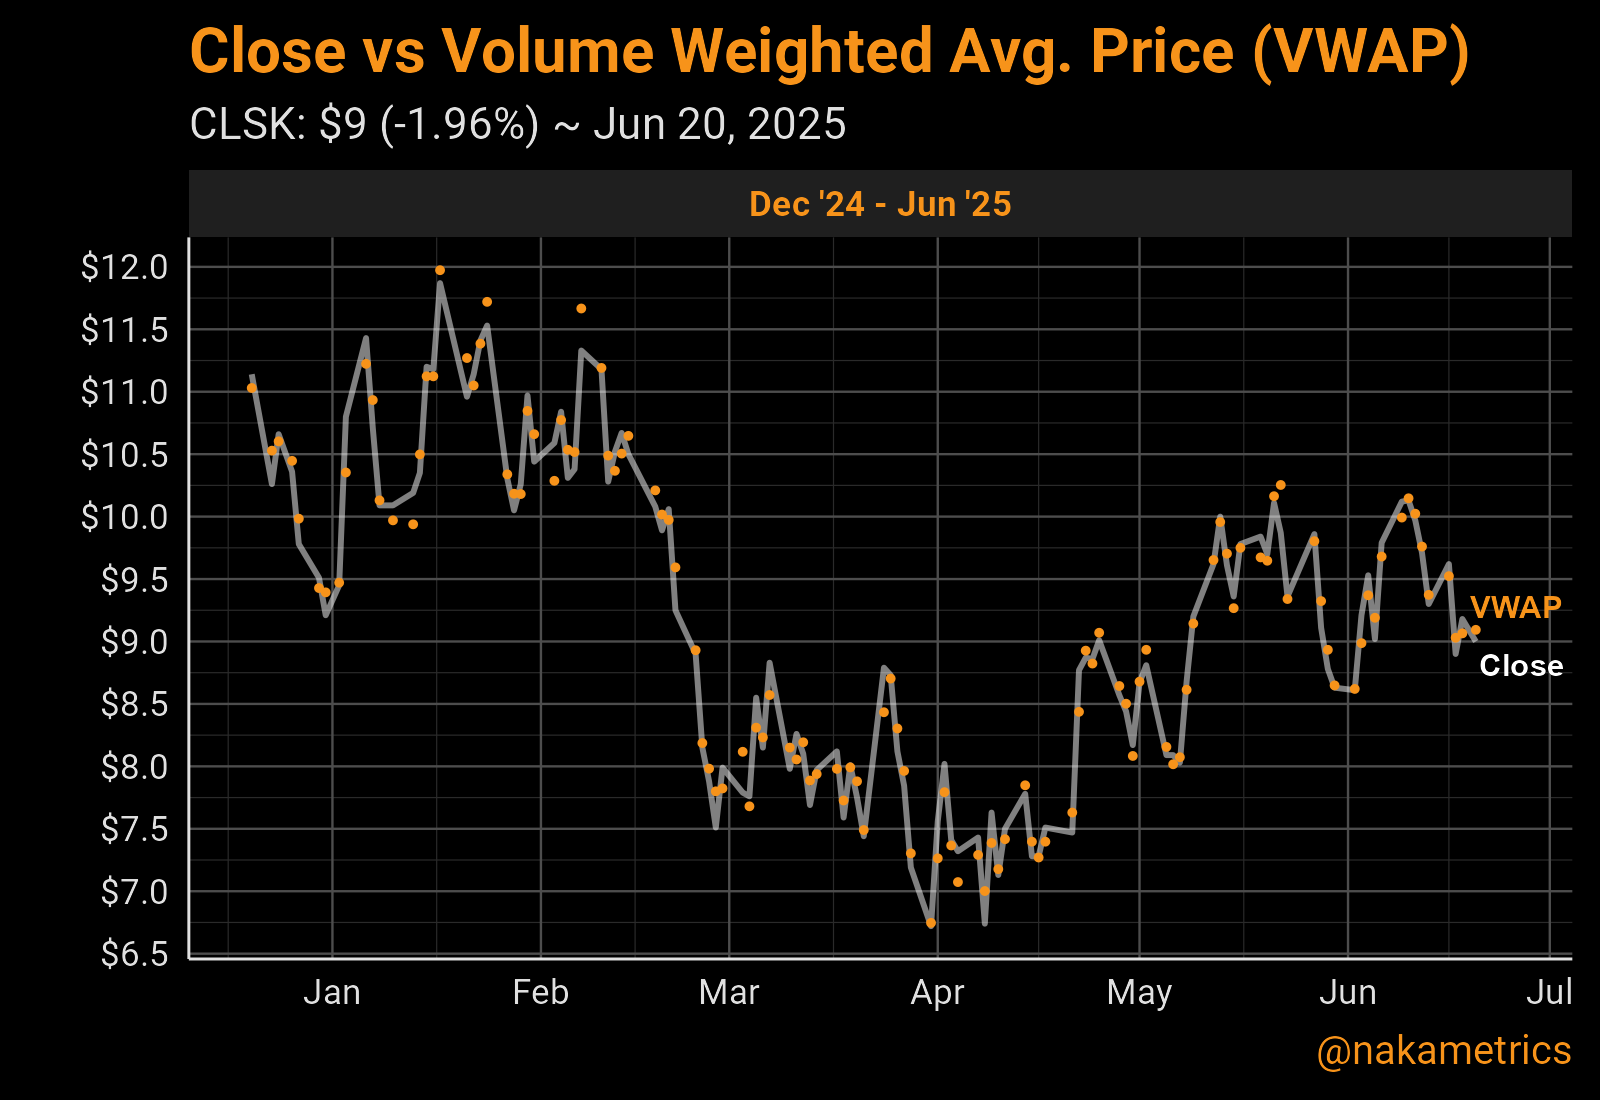 Close vs Volume Weighted Avg. Price (VWAP)
CLSK: $9 (-1.96%) ~ Jun 20, 2025
Dec '24 - Jun '25
$12.0
$11.5
$11.0
$10.5
$10.0
$9.5
$9.0
$8.5
$8.0
$7.5
$7.0
$6.5
VWAP
Close
Jan Feb Mar Apr May Jun Jul
@nakametrics